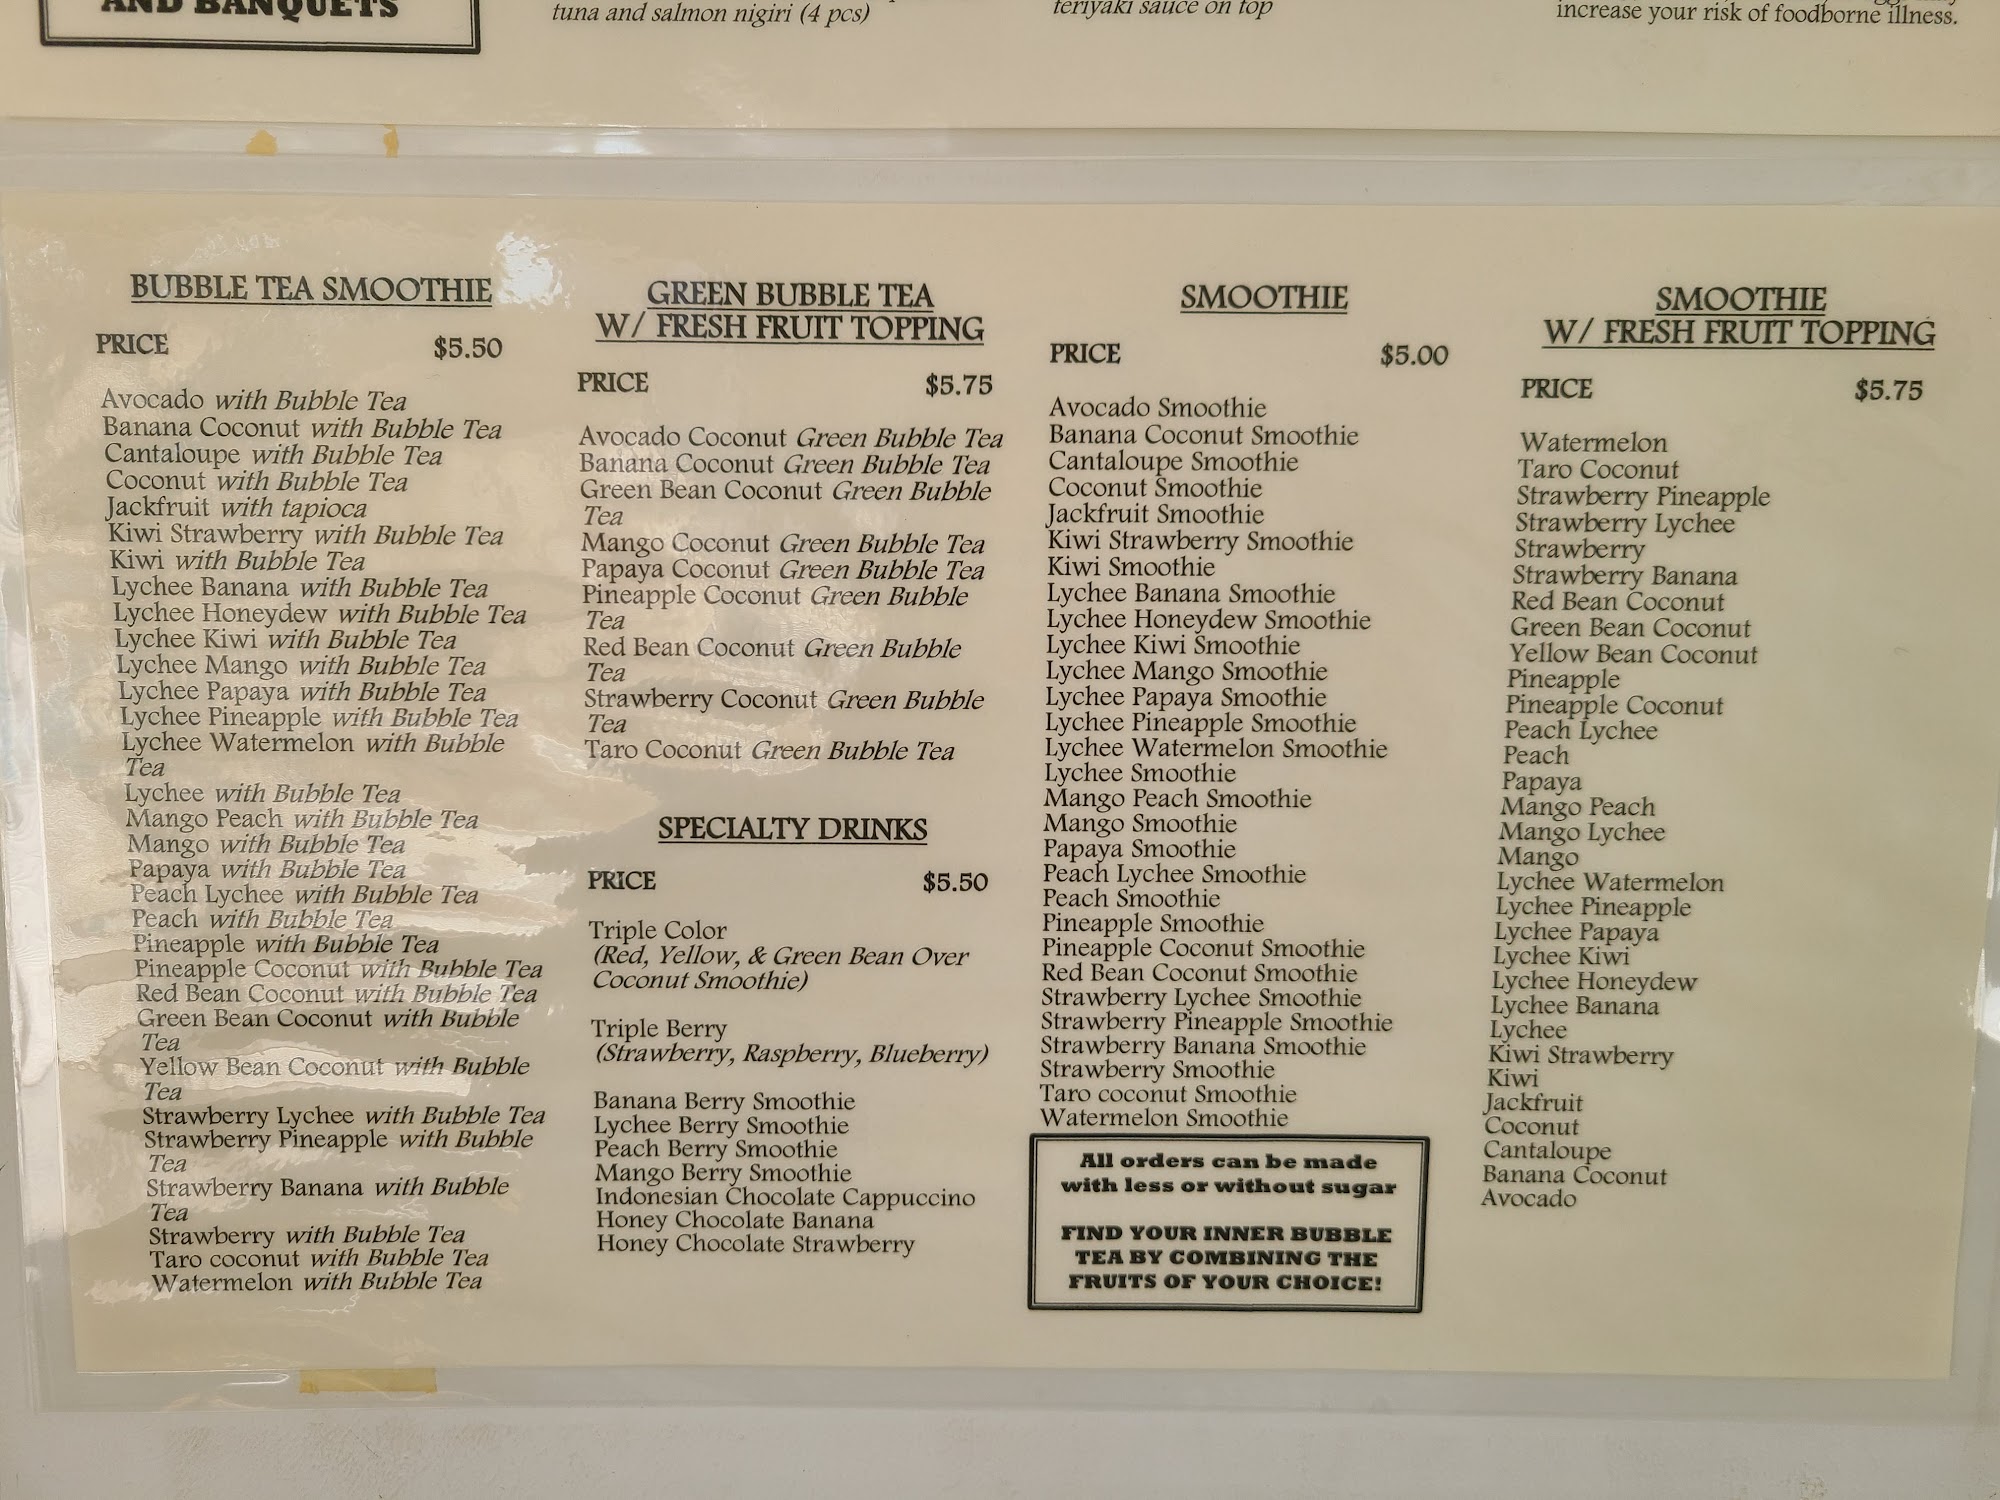 AND BANQUETS
tuna and salmon nigiri (4 pcs)
teriyaki sauce on top
increase your risk of foodborne illness.
BUBBLE TEA SMOOTHIE
PRICE $5.50
Avocado with Bubble Tea
Banana Coconut with Bubble Tea
Cantaloupe with Bubble Tea
Coconut with Bubble Tea
Jackfruit with tapioca
Kiwi Strawberry with Bubble Tea
Kiwi with Bubble Tea
Lychee Banana with Bubble Tea
Lychee Honeydew with Bubble Tea
Lychee Kiwi with Bubble Tea
Lychee Mango with Bubble Tea
Lychee Papaya with Bubble Tea
Lychee Pineapple with Bubble Tea
Lychee Watermelon with Bubble
Tea
Lychee with Bubble Tea
Mango Peach with Bubble Tea
Mango with Bubble Tea
Papaya with Bubble Tea
Peach Lychee with Bubble Tea
Peach with Bubble Tea
Pineapple with Bubble Tea
Pineapple Coconut with Bubble Tea
Red Bean Coconut with Bubble Tea
Green Bean Coconut with Bubble
Tea
Yellow Bean Coconut with Bubble
Tea
Strawberry Lychee with Bubble Tea
Strawberry Pineapple with Bubble
Tea
Strawberry Banana with Bubble
Tea
Strawberry with Bubble Tea
Taro coconut with Bubble Tea
Watermelon with Bubble Tea
GREEN BUBBLE TEA
W/ FRESH FRUIT TOPPING
PRICE $5.75
Avocado Coconut Green Bubble Tea
Banana Coconut Green Bubble Tea
Green Bean Coconut Green Bubble
Tea
Mango Coconut Green Bubble Tea
Papaya Coconut Green Bubble Tea
Pineapple Coconut Green Bubble
Tea
Red Bean Coconut Green Bubble
Tea
Strawberry Coconut Green Bubble
Tea
Taro Coconut Green Bubble Tea
SPECIALTY DRINKS
PRICE $5.50
Triple Color
(Red, Yellow, & Green Bean Over
Coconut Smoothie)
Triple Berry
(Strawberry, Raspberry, Blueberry)
Banana Berry Smoothie
Lychee Berry Smoothie
Peach Berry Smoothie
Mango Berry Smoothie
Indonesian Chocolate Cappuccino
Honey Chocolate Banana
Honey Chocolate Strawberry
SMOOTHIE
PRICE $5.00
Avocado Smoothie
Banana Coconut Smoothie
Cantaloupe Smoothie
Coconut Smoothie
Jackfruit Smoothie
Kiwi Strawberry Smoothie
Kiwi Smoothie
Lychee Banana Smoothie
Lychee Honeydew Smoothie
Lychee Kiwi Smoothie
Lychee Mango Smoothie
Lychee Papaya Smoothie
Lychee Pineapple Smoothie
Lychee Watermelon Smoothie
Lychee Smoothie
Mango Peach Smoothie
Mango Smoothie
Papaya Smoothie
Peach Lychee Smoothie
Peach Smoothie
Pineapple Smoothie
Pineapple Coconut Smoothie
Red Bean Coconut Smoothie
Strawberry Lychee Smoothie
Strawberry Pineapple Smoothie
Strawberry Banana Smoothie
Strawberry Smoothie
Taro coconut Smoothie
Watermelon Smoothie
All orders can be made
with less or without sugar
FIND YOUR INNER BUBBLE
TEA BY COMBINING THE
FRUITS OF YOUR CHOICE!
SMOOTHIE
W/ FRESH FRUIT TOPPING
PRICE $5.75
Watermelon
Taro Coconut
Strawberry Pineapple
Strawberry Lychee
Strawberry
Strawberry Banana
Red Bean Coconut
Green Bean Coconut
Yellow Bean Coconut
Pineapple
Pineapple Coconut
Peach Lychee
Peach
Papaya
Mango Peach
Mango Lychee
Mango
Lychee Watermelon
Lychee Pineapple
Lychee Papaya
Lychee Kiwi
Lychee Honeydew
Lychee Banana
Lychee
Kiwi Strawberry
Kiwi
Jackfruit
Coconut
Cantaloupe
Banana Coconut
Avocado